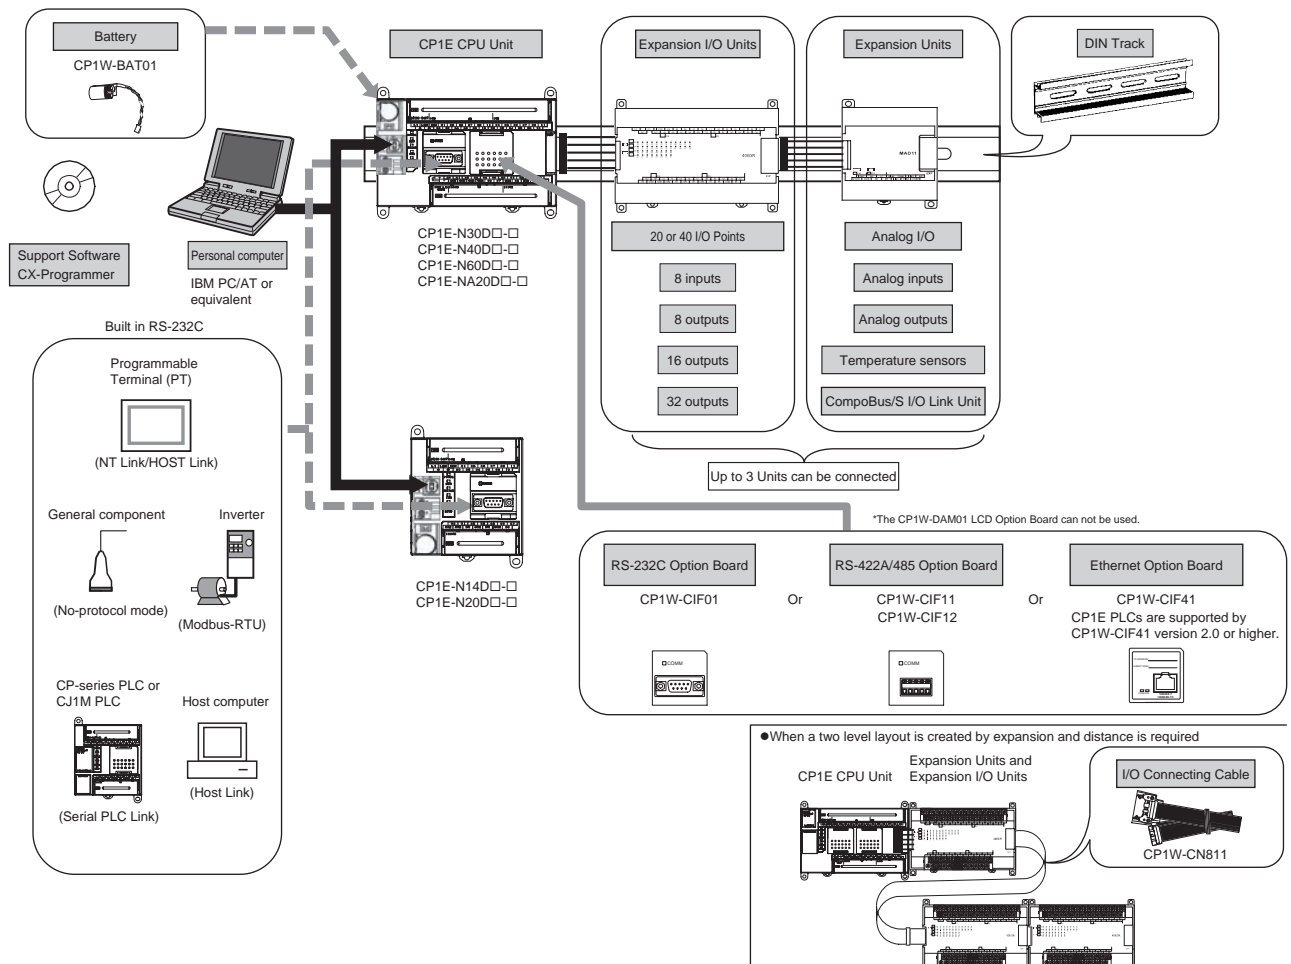 Battery
CP1W-BAT01
CP1E CPU Unit
Expansion I/O Units
Expansion Units
DIN Track
MAD11
Support Software
CX-Programmer
Personal computer
IBM PC/AT or
equivalent
CP1E-N30D□-□
CP1E-N40D□-□
CP1E-N60D□-□
CP1E-NA20D□-□
20 or 40 I/O Points
8 inputs
8 outputs
16 outputs
32 outputs
Analog I/O
Analog inputs
Analog outputs
Temperature sensors
CompoBus/S I/O Link Unit
Up to 3 Units can be connected
Built in RS-232C
Programmable
Terminal (PT)
(NT Link/HOST Link)
General component
(No-protocol mode)
Inverter
(Modbus-RTU)
CP-series PLC or
CJ1M PLC
(Serial PLC Link)
Host computer
(Host Link)
CP1E-N14D□-□
CP1E-N20D□-□
*The CP1W-DAM01 LCD Option Board can not be used.
RS-232C Option Board
CP1W-CIF01
Or
RS-422A/485 Option Board
CP1W-CIF11
CP1W-CIF12
Or
Ethernet Option Board
CP1W-CIF41
CP1E PLCs are supported by
CP1W-CIF41 version 2.0 or higher.
COMM
COMM
●When a two level layout is created by expansion and distance is required
CP1E CPU Unit
Expansion Units and
Expansion I/O Units
I/O Connecting Cable
CP1W-CN811